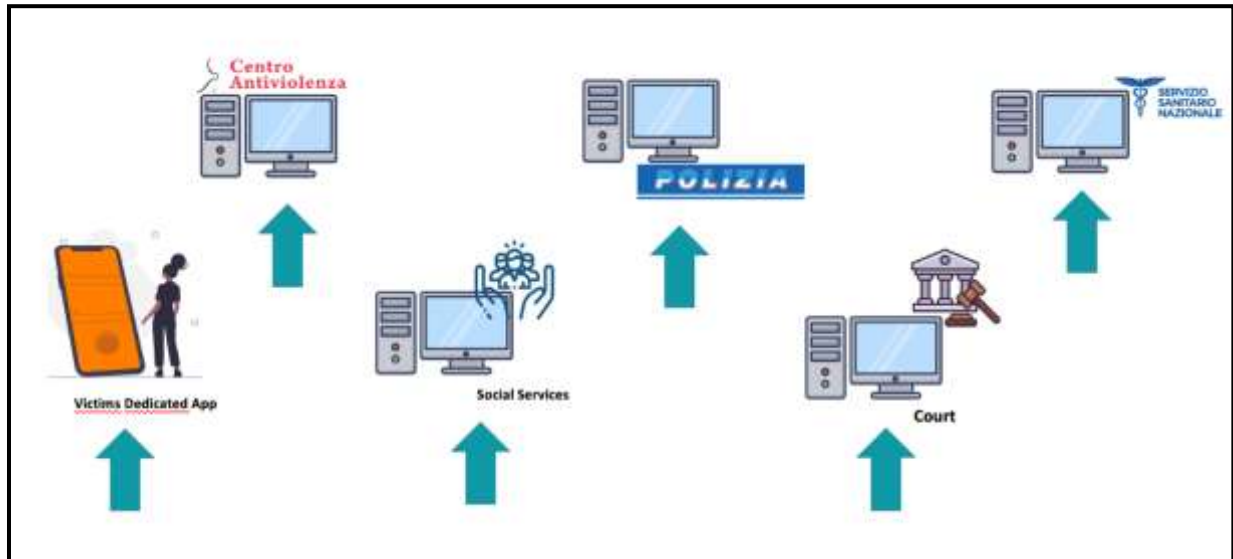 Centro
Antiviolenza
POLIZIA
SERVIZIO
SANITARIO
NAZIONALE
Victims Dedicated App
Social Services
Court